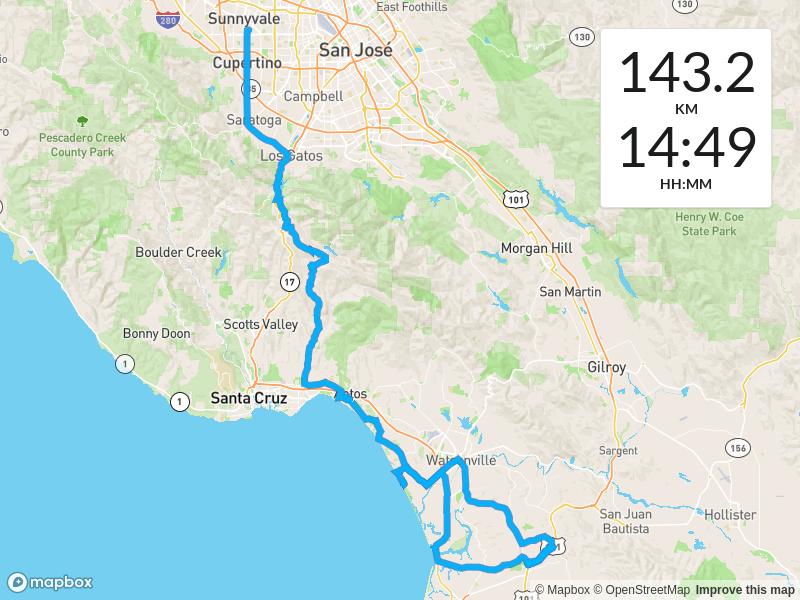 East Foothills
130
280
Sunnyvale
130
San José
Cupertino
85
Campbell
Saratoga
Pescadero Creek
County Park
Los Gatos
143.2
KM
14:49
HH:MM
101
Henry W. Coe
State Park
Boulder Creek
Morgan Hill
17
San Martin
Scotts Valley
Bonny Doon
1
Gilroy
1
Santa Cruz
Aptos
156
Sargent
Watsonville
San Juan
Bautista
Hollister
101
101
mapbox
© Mapbox © OpenStreetMap Improve this map